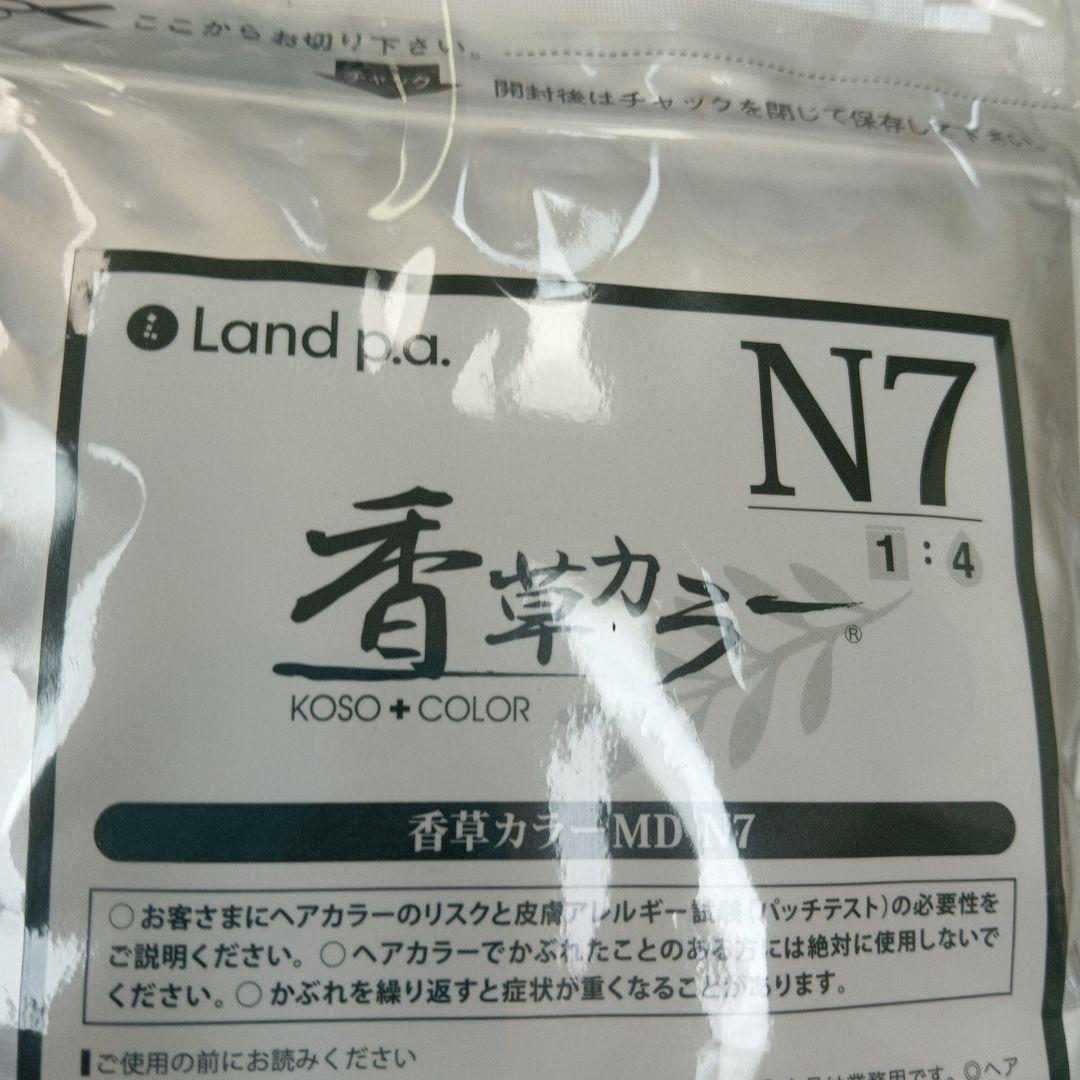 ここからお切り下さい。
チャック
開封後はチャックを閉じて保存して下さい。
Land p.a.
N7
1:4
香草カラー®
KOSO+COLOR
香草カラーMD N7
○お客さまにヘアカラーのリスクと皮膚アレルギー試験(パッチテスト)の必要性を
ご説明ください。○ヘアカラーでかぶれたことのある方には絶対に使用しないで
ください。○かぶれを繰り返すと症状が重くなることがあります。
ご使用の前にお読みください
は業務用です。◎ヘア